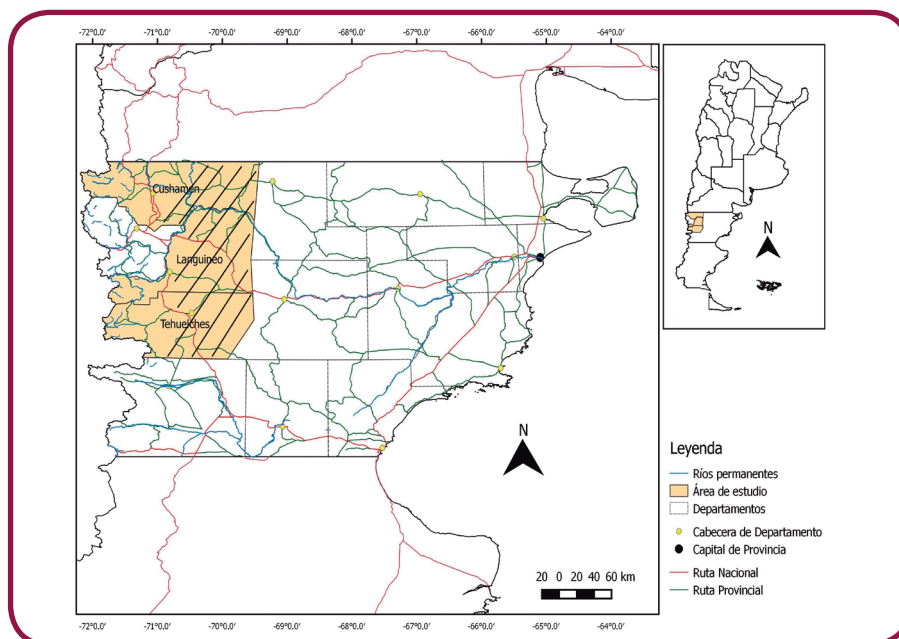 -72°0.0' -71°0.0' -70°0.0' -69°0.0' -68°0.0' -67°0.0' -66°0.0' -65°0.0' -64°0.0'
Cushamen
Languineo
Tehuelches
N
20 0 20 40 60 km
-72°0.0' -71°0.0' -70°0.0' -69°0.0' -68°0.0' -67°0.0' -66°0.0' -65°0.0' -64°0.0'
N
Leyenda
Ríos permanentes
Área de estudio
Departamentos
Cabecera de Departamento
Capital de Provincia
Ruta Nacional
Ruta Provincial